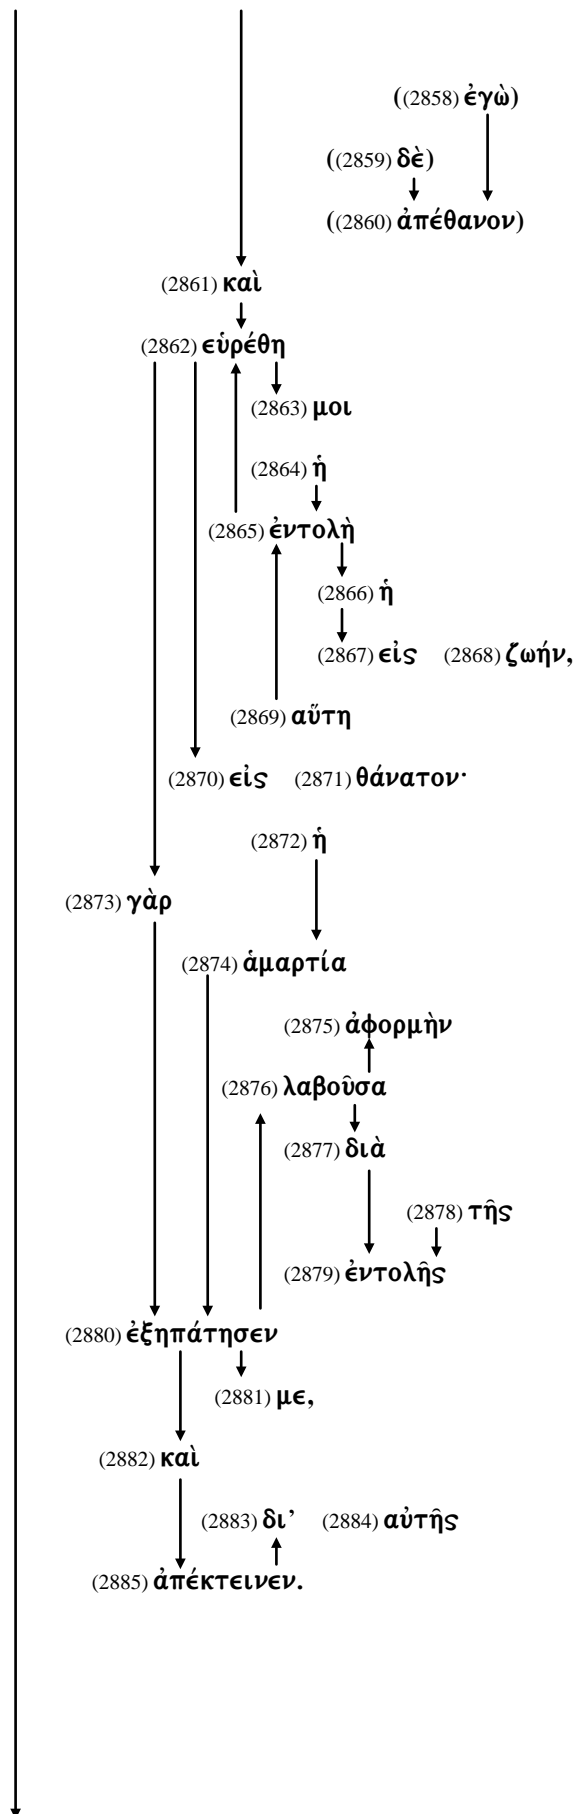 ((2858) ἐγὼ)
((2859) δὲ)
((2860) ἀπέθανον)
(2861) καὶ
(2862) εὑρέθη
(2863) μοι
(2864) ἡ
(2865) ἐντολὴ
(2866) ἡ
(2867) εἰς (2868) ζωήν,
(2869) αὕτη
(2870) εἰς (2871) θάνατον·
(2872) ἡ
(2873) γὰρ
(2874) ἁμαρτία
(2875) ἀφορμὴν
(2876) λαβοῦσα
(2877) διὰ
(2878) τῆς
(2879) ἐντολῆς
(2880) ἐξηπάτησεν
(2881) με,
(2882) καὶ
(2883) δι’ (2884) αὐτῆς
(2885) ἀπέκτεινεν.